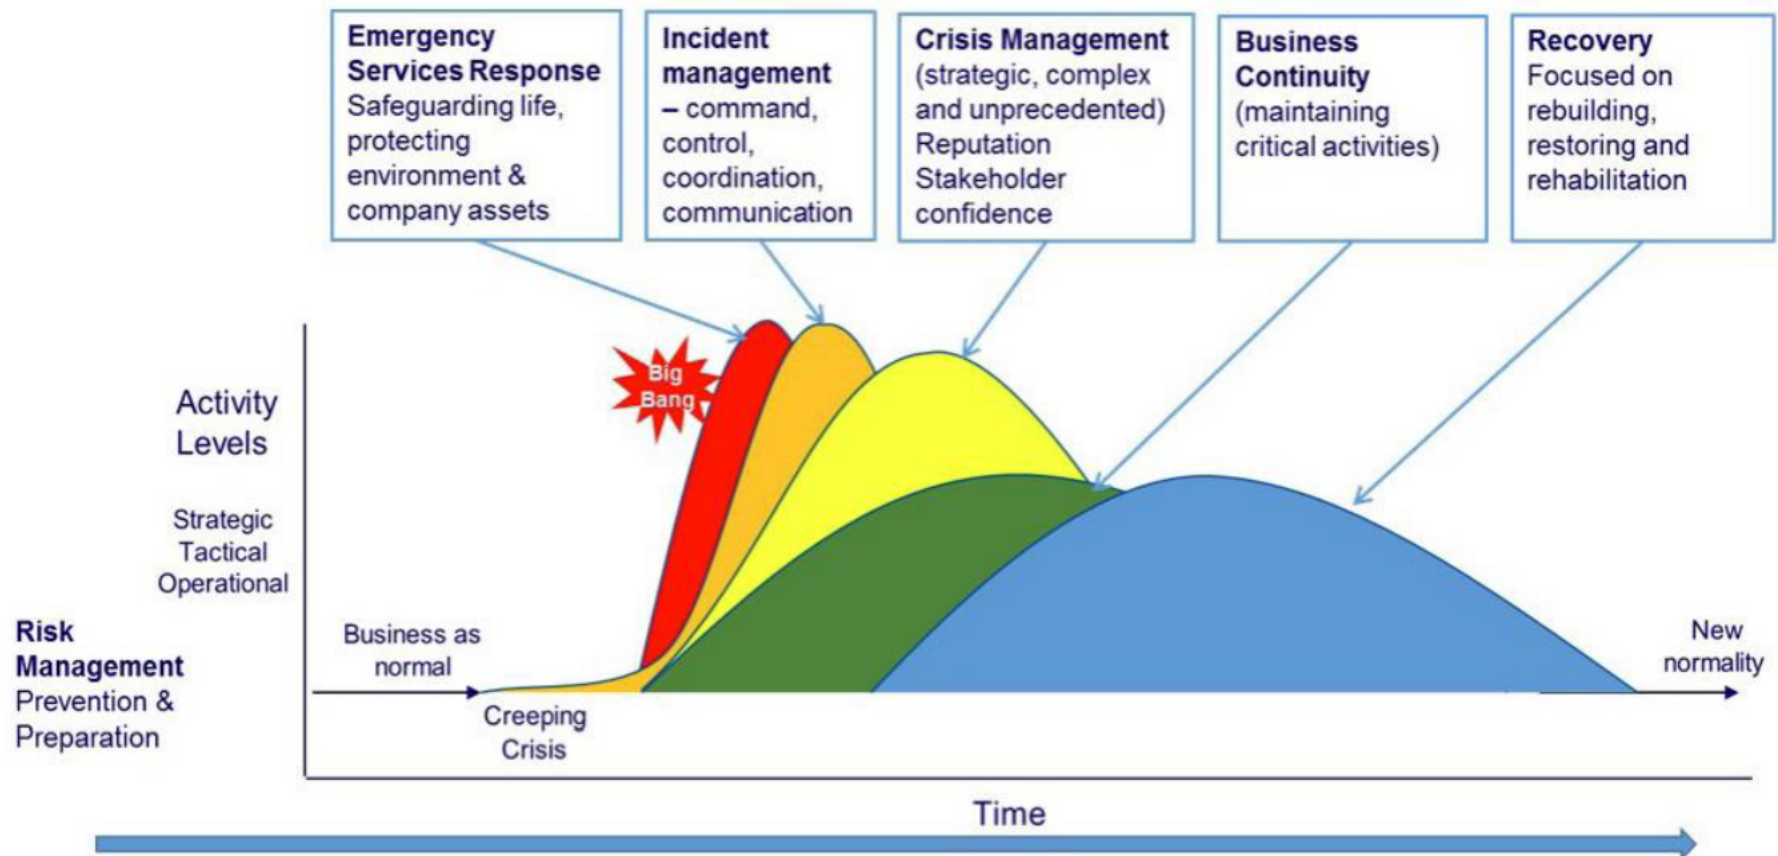 Emergency
Services Response
Safeguarding life,
protecting
environment &
company assets
Incident
management
– command,
control,
coordination,
communication
Crisis Management
(strategic, complex
and unprecedented)
Reputation
Stakeholder
confidence
Business
Continuity
(maintaining
critical activities)
Recovery
Focused on
rebuilding,
restoring and
rehabilitation
Big
Bang
Activity
Levels
Strategic
Tactical
Operational
Risk
Management
Prevention &
Preparation
Business as
normal
Creeping
Crisis
New
normality
Time